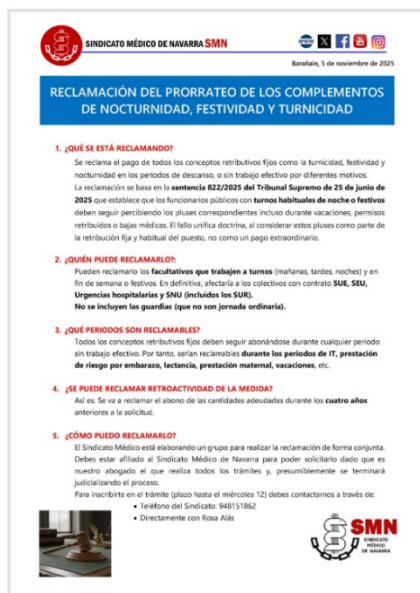 SINDICATO MÉDICO DE NAVARRA SMN
Barañain, 5 de noviembre de 2025
RECLAMACIÓN DEL PRORRATEO DE LOS COMPLEMENTOS
DE NOCTURNIDAD, FESTIVIDAD Y TURNICIDAD
1. ¿QUÉ SE ESTÁ RECLAMANDO?
Se reclama el pago de todos los conceptos retributivos fijos como la turnicidad, festividad y
nocturnidad en los periodos de descanso, o sin trabajo efectivo por diferentes motivos.
La reclamación se basa en la sentencia 822/2025 del Tribunal Supremo de 25 de junio de
2025 que establece que los funcionarios públicos con turnos habituales de noche o festivos
deben seguir percibiendo los pluses correspondientes incluso durante vacaciones, permisos
retribuidos o bajas médicas. El fallo unifica doctrina, al considerar estos pluses como parte de
la retribución fija y habitual del puesto, no como un pago extraordinario.
2. ¿QUIÉN PUEDE RECLAMARLO?:
Pueden reclamarlo los facultativos que trabajen a turnos (mañanas, tardes, noches) y en
fin de semana o festivos. En definitiva, afectaría a los colectivos con contrato SUE, SEU,
Urgencias hospitalarias y SNU (incluidos los SUR).
No se incluyen las guardias (que no son jornada ordinaria).
3. ¿QUÉ PERIODOS SON RECLAMABLES?
Todos los conceptos retributivos fijos deben seguir abonándose durante cualquier periodo
sin trabajo efectivo. Por tanto, serían reclamables durante los periodos de IT, prestación
de riesgo por embarazo, lactancia, prestación maternal, vacaciones, etc.
4. ¿SE PUEDE RECLAMAR RETROACTIVIDAD DE LA MEDIDA?
Así es. Se va a reclamar el abono de las cantidades adeudadas durante los cuatro años
anteriores a la solicitud.
5. ¿CÓMO PUEDO RECLAMARLO?
El Sindicato Médico está elaborando un grupo para realizar la reclamación de forma conjunta.
Debes estar afiliado al Sindicato Médico de Navarra para poder solicitarlo dado que es
nuestro abogado el que realiza todos los trámites y, presumiblemente se terminará
judicializando el proceso.
Para inscribirte en el trámite (plazo hasta el miércoles 12) debes contactarnos a través de:
• Teléfono del Sindicato: 948151862
• Directamente con Rosa Alás
SMN
SINDICATO
MÉDICO
DE NAVARRA